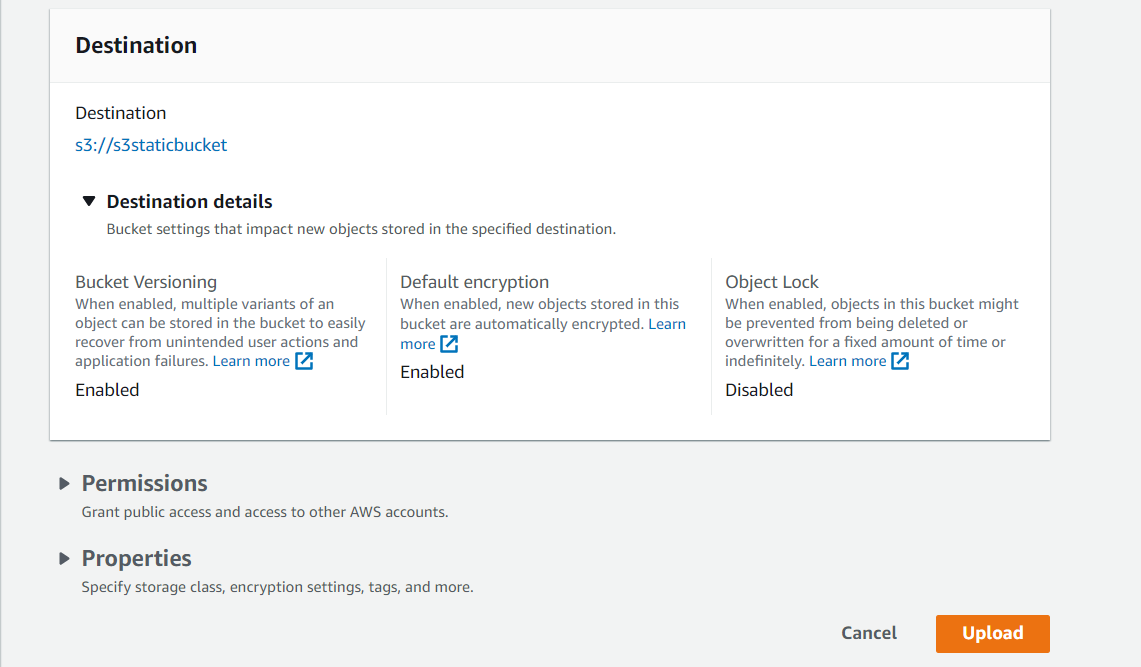 Destination
Destination
s3://s3staticbucket
Destination details
Bucket settings that impact new objects stored in the specified destination.
Bucket Versioning
When enabled, multiple variants of an
object can be stored in the bucket to easily
recover from unintended user actions and
application failures. Learn more
Enabled
Default encryption
When enabled, new objects stored in this
bucket are automatically encrypted. Learn
more
Enabled
Object Lock
When enabled, objects in this bucket might
be prevented from being deleted or
overwritten for a fixed amount of time or
indefinitely. Learn more
Disabled
Permissions
Grant public access and access to other AWS accounts.
Properties
Specify storage class, encryption settings, tags, and more.
Cancel
Upload